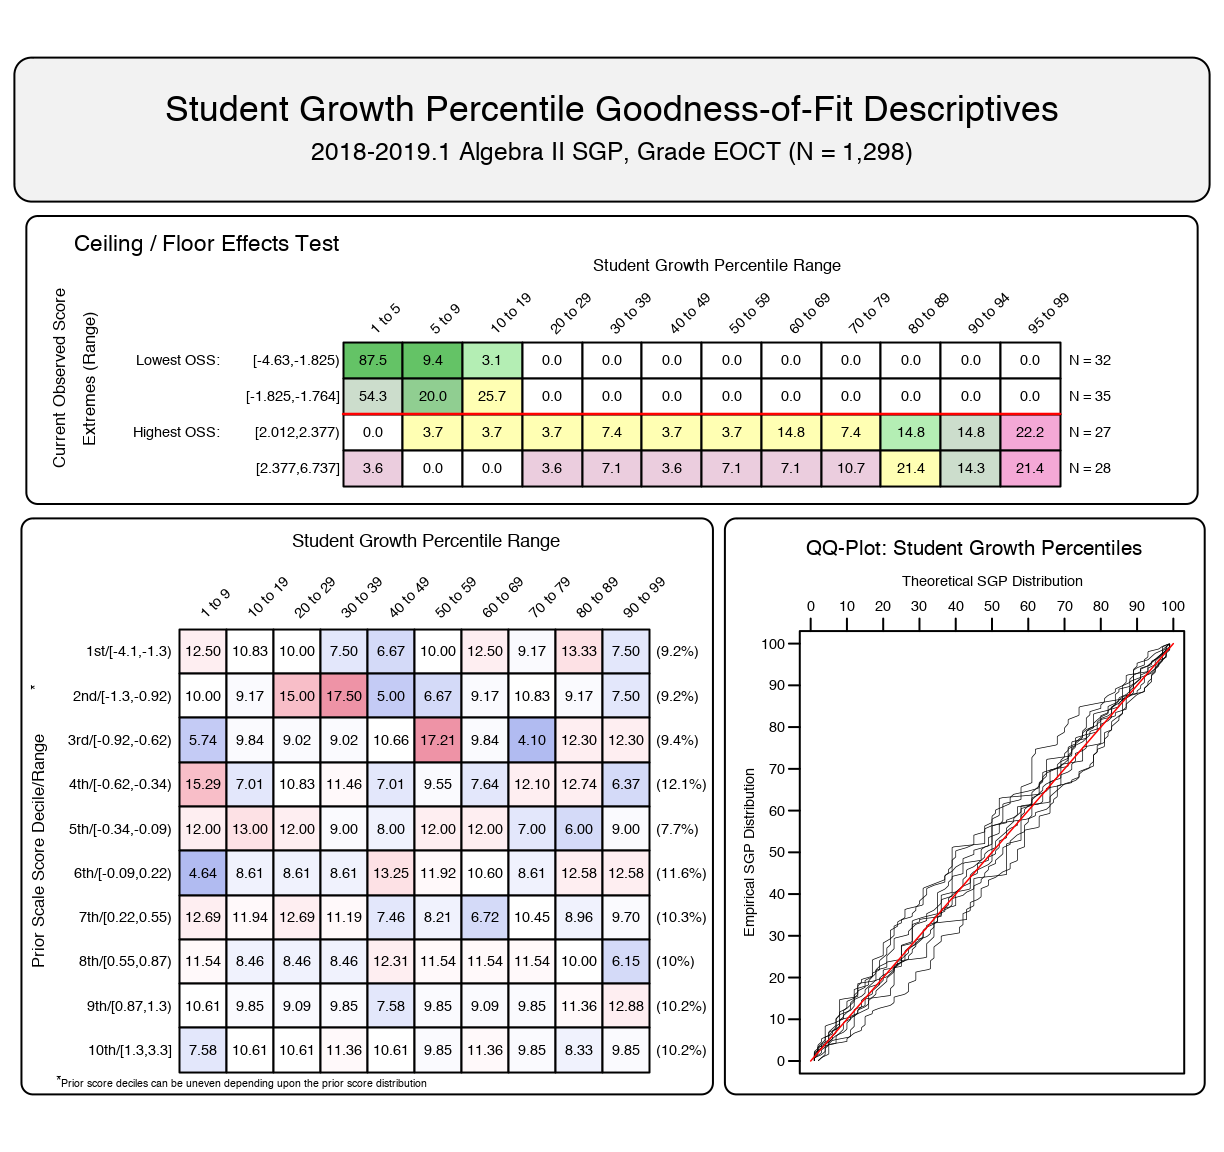 Student Growth Percentile Goodness-of-Fit Descriptives
2018-2019.1 Algebra II SGP, Grade EOCT (N = 1,298)
Ceiling / Floor Effects Test
Student Growth Percentile Range
1 to 5 5 to 9 10 to 19 20 to 29 30 to 39 40 to 49 50 to 59 60 to 69 70 to 79 80 to 89 90 to 94 95 to 99
Current Observed Score
Extremes (Range)
Lowest OSS: [-4.63,-1.825) 87.5 9.4 3.1 0.0 0.0 0.0 0.0 0.0 0.0 0.0 0.0 0.0 N = 32
[-1.825,-1.764) 54.3 20.0 25.7 0.0 0.0 0.0 0.0 0.0 0.0 0.0 0.0 0.0 N = 35
Highest OSS: [2.012,2.377) 0.0 3.7 3.7 3.7 7.4 3.7 3.7 14.8 7.4 14.8 14.8 22.2 N = 27
[2.377,6.737] 3.6 0.0 0.0 3.6 7.1 3.6 7.1 7.1 10.7 21.4 14.3 21.4 N = 28
Student Growth Percentile Range
1 to 9 10 to 19 20 to 29 30 to 39 40 to 49 50 to 59 60 to 69 70 to 79 80 to 89 90 to 99
Prior Scale Score Decile/Range *
1st/[-4.1,-1.3) 12.50 10.83 10.00 7.50 6.67 10.00 12.50 9.17 13.33 7.50 (9.2%)
2nd/[-1.3,-0.92) 10.00 9.17 15.00 17.50 5.00 6.67 9.17 10.83 9.17 7.50 (9.2%)
3rd/[-0.92,-0.62) 5.74 9.84 9.02 9.02 10.66 17.21 9.84 4.10 12.30 12.30 (9.4%)
4th/[-0.62,-0.34) 15.29 7.01 10.83 11.46 7.01 9.55 7.64 12.10 12.74 6.37 (12.1%)
5th/[-0.34,-0.09) 12.00 13.00 12.00 9.00 8.00 12.00 12.00 7.00 6.00 9.00 (7.7%)
6th/[-0.09,0.22) 4.64 8.61 8.61 8.61 13.25 11.92 10.60 8.61 12.58 12.58 (11.6%)
7th/[0.22,0.55) 12.69 11.94 12.69 11.19 7.46 8.21 6.72 10.45 8.96 9.70 (10.3%)
8th/[0.55,0.87) 11.54 8.46 8.46 8.46 12.31 11.54 11.54 11.54 10.00 6.15 (10%)
9th/[0.87,1.3) 10.61 9.85 9.09 9.85 7.58 9.85 9.09 9.85 11.36 12.88 (10.2%)
10th/[1.3,3.3] 7.58 10.61 10.61 11.36 10.61 9.85 11.36 9.85 8.33 9.85 (10.2%)
*Prior score deciles can be uneven depending upon the prior score distribution
QQ-Plot: Student Growth Percentiles
Theoretical SGP Distribution
0 10 20 30 40 50 60 70 80 90 100
Empirical SGP Distribution
100
90
80
70
60
50
40
30
20
10
0